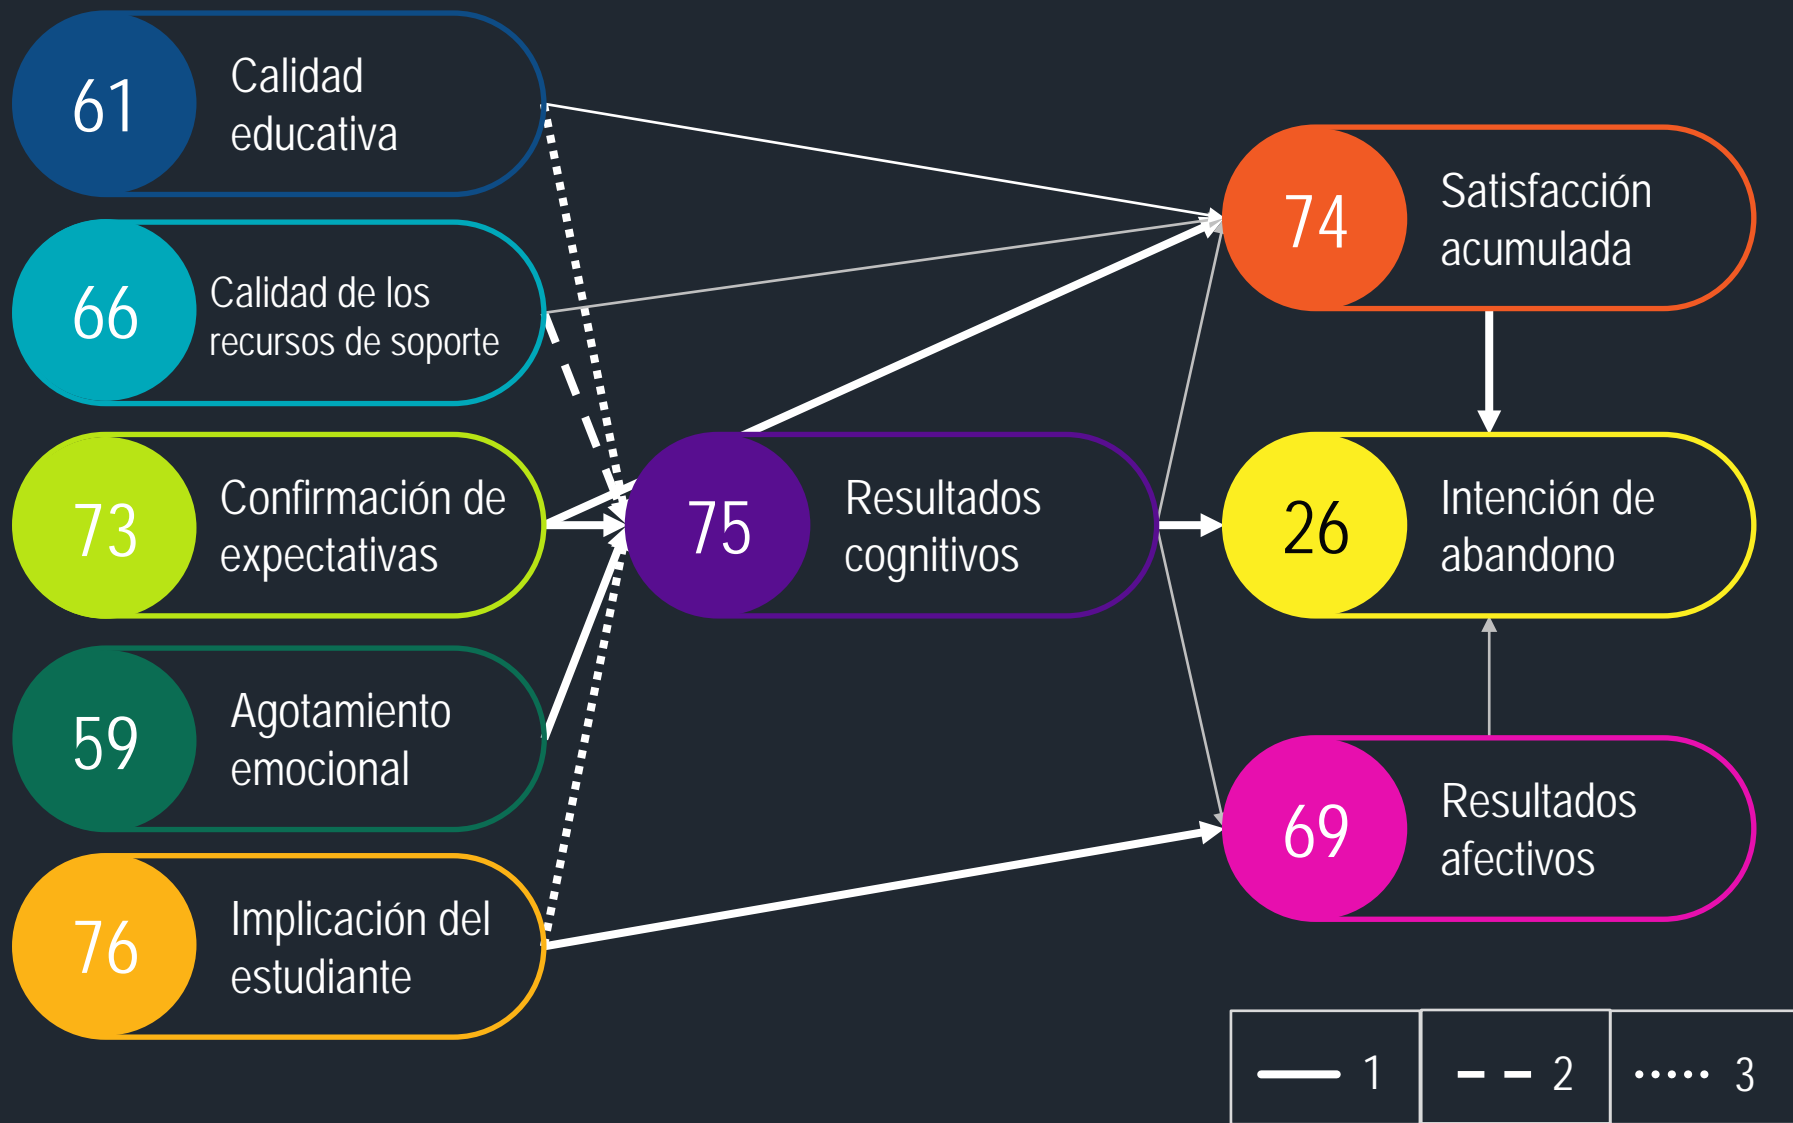 61
Calidad
educativa
66
Calidad de los
recursos de soporte
73
Confirmación de
expectativas
59
Agotamiento
emocional
76
Implicación del
estudiante
75
Resultados
cognitivos
74
Satisfacción
acumulada
26
Intención de
abandono
69
Resultados
afectivos
1
2
3